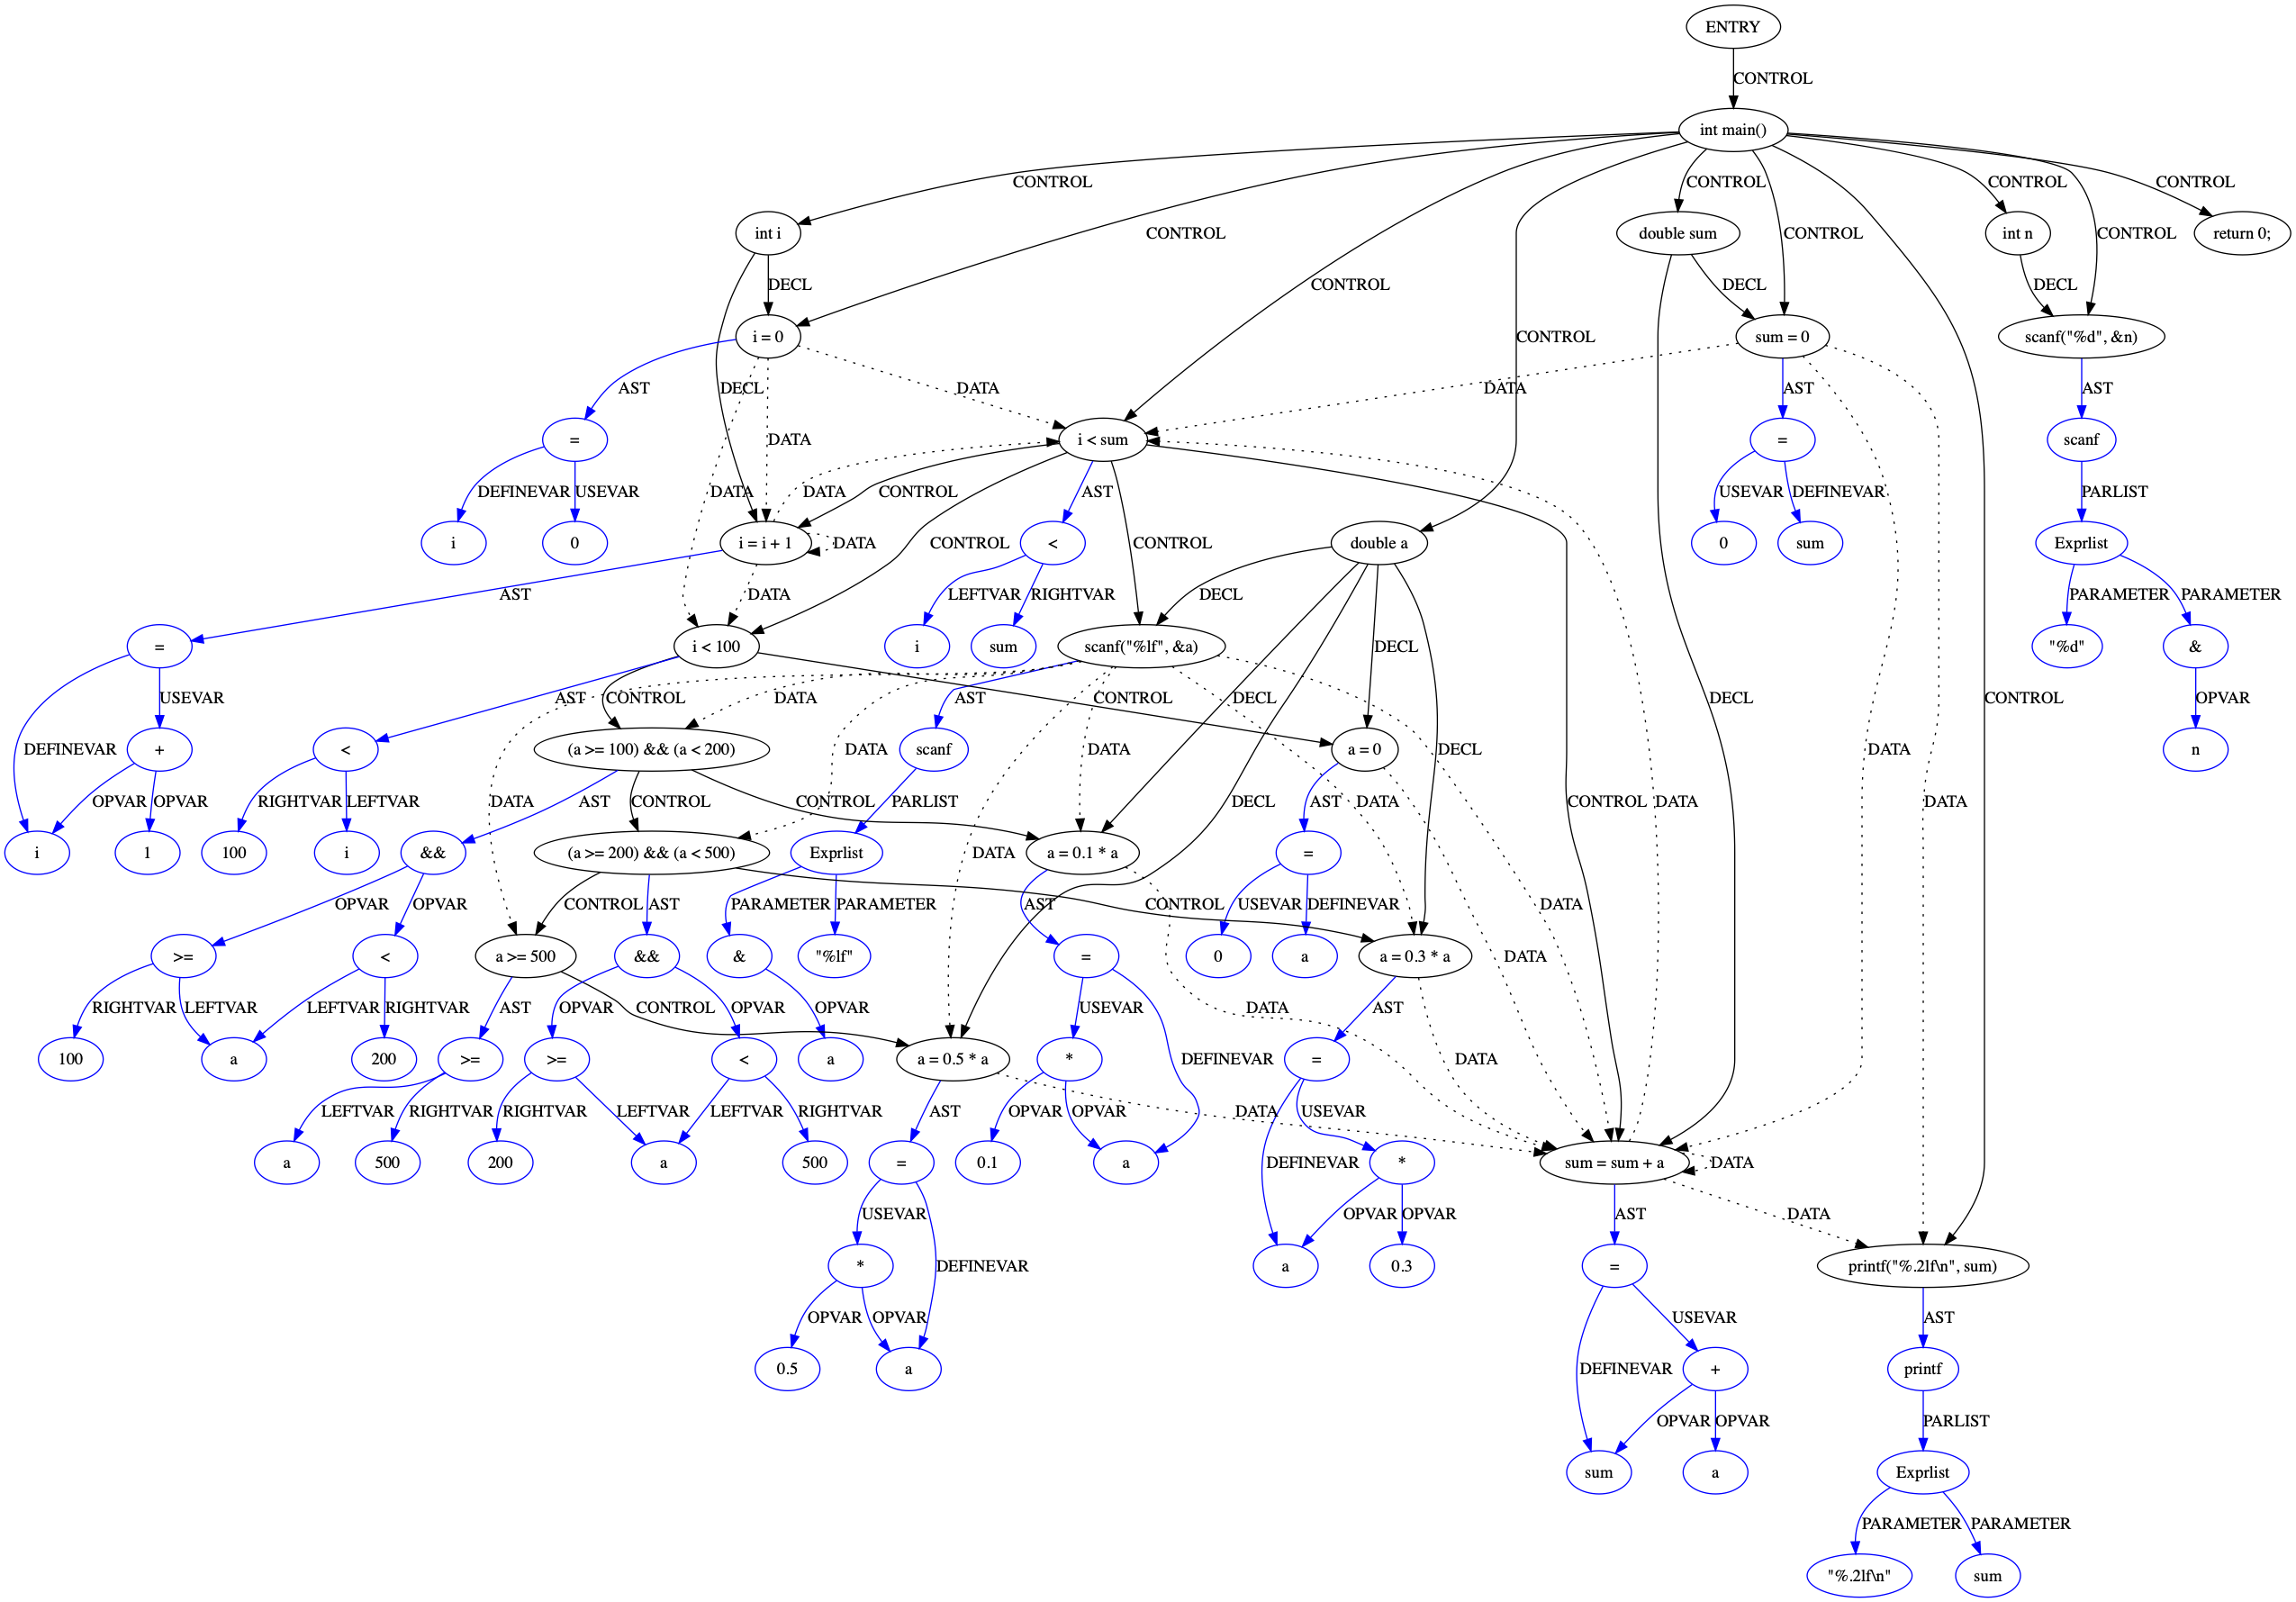 ENTRY
CONTROL
int main()
CONTROL CONTROL CONTROL CONTROL
int i double sum int n return 0;
CONTROL CONTROL CONTROL
DECL CONTROL DECL DECL
i = 0 sum = 0 scanf("%d", &n)
CONTROL
AST DECL DATA DATA AST AST
= i < sum = scanf
DEFINEVAR USEVAR DATA DATA DATA CONTROL AST USEVAR DEFINEVAR PARLIST
i 0 i = i + 1 DATA < double a 0 sum Exprlist
CONTROL CONTROL
AST DATA LEFTVAR RIGHTVAR DECL PARAMETER PARAMETER
= i < 100 i sum scanf("%lf", &a) "%d" &
USEVAR AST CONTROL DATA AST CONTROL DECL DECL DECL CONTROL OPVAR
DEFINEVAR + < (a >= 100) && (a < 200) DATA scanf DATA a = 0 DECL DATA n
OPVAR OPVAR RIGHTVAR LEFTVAR DATA AST CONTROL CONTROL PARLIST DECL AST DATA CONTROL DATA DATA
i 1 100 i && (a >= 200) && (a < 500) Exprlist DATA a = 0.1 * a =
OPVAR OPVAR CONTROL AST PARAMETER PARAMETER AST CONTROL USEVAR DEFINEVAR DATA
>= < a >= 500 && & "%lf" = 0 a a = 0.3 * a DATA
RIGHTVAR LEFTVAR LEFTVAR RIGHTVAR AST OPVAR CONTROL OPVAR OPVAR USEVAR DATA AST
100 a 200 >= >= < a a = 0.5 * a * DEFINEVAR = DATA
LEFTVAR RIGHTVAR RIGHTVAR LEFTVAR LEFTVAR RIGHTVAR AST OPVAR OPVAR DATA USEVAR
a 500 200 a 500 = 0.1 a DEFINEVAR * sum = sum + a DATA
USEVAR OPVAR OPVAR AST DATA
* DEFINEVAR a 0.3 = printf("%.2lf\n", sum)
OPVAR OPVAR USEVAR AST
0.5 a DEFINEVAR + printf
OPVAR OPVAR PARLIST
sum a Exprlist
PARAMETER PARAMETER
"%.2lf\n" sum